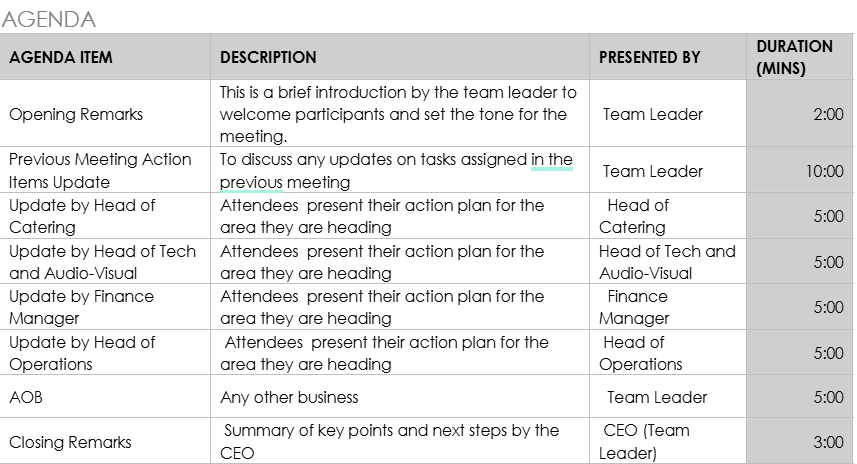 AGENDA
AGENDA ITEM DESCRIPTION PRESENTED BY DURATION (MINS)
Opening Remarks
This is a brief introduction by the team leader to
welcome participants and set the tone for the
meeting.
Team Leader
2:00
Previous Meeting Action
Items Update
To discuss any updates on tasks assigned in the
previous meeting
Team Leader
10:00
Update by Head of
Catering
Attendees present their action plan for the
area they are heading
Head of
Catering
5:00
Update by Head of Tech
and Audio-Visual
Attendees present their action plan for the
area they are heading
Head of Tech and
Audio-Visual
5:00
Update by Finance
Manager
Attendees present their action plan for the
area they are heading
Finance
Manager
5:00
Update by Head of
Operations
Attendees present their action plan for the
area they are heading
Head of
Operations
5:00
AOB
Any other business
Team Leader
5:00
Closing Remarks
Summary of key points and next steps by the
CEO
CEO (Team
Leader)
3:00